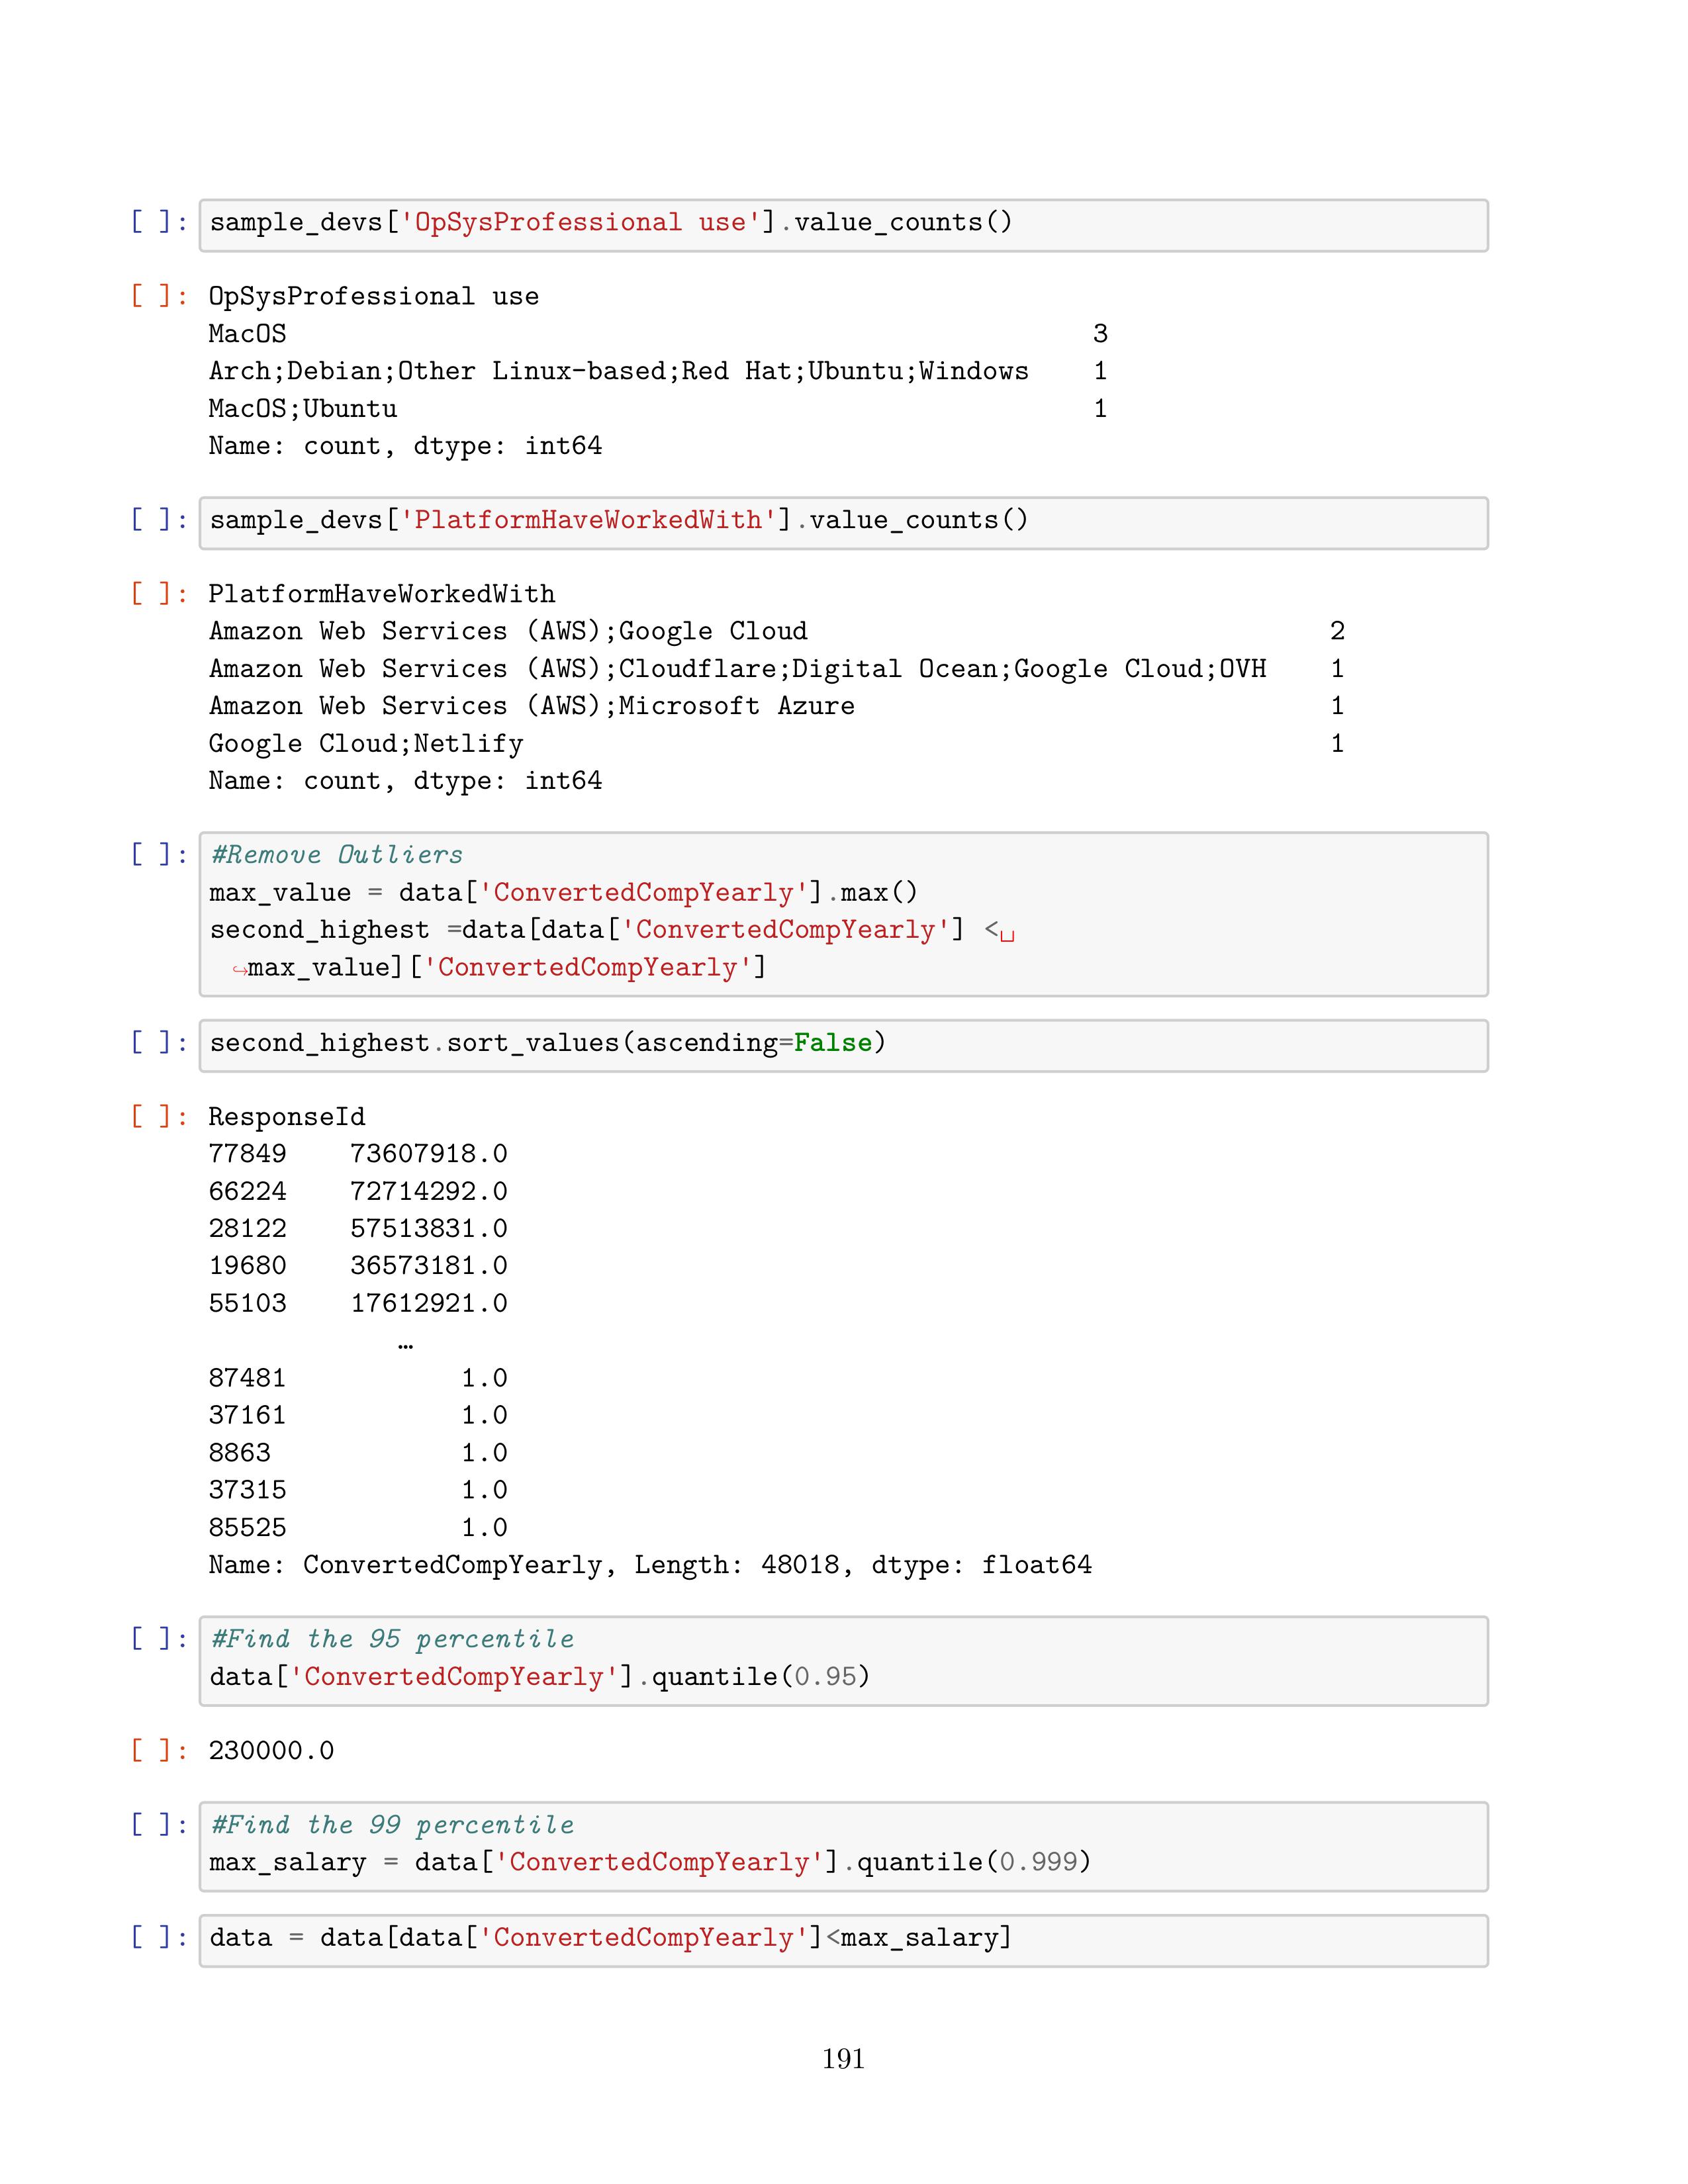 [ ]: sample_devs['OpSysProfessional use'].value_counts()
[ ]: OpSysProfessional use
MacOS 3
Arch;Debian;Other Linux-based;Red Hat;Ubuntu;Windows 1
MacOS;Ubuntu 1
Name: count, dtype: int64
[ ]: sample_devs['PlatformHaveWorkedWith'].value_counts()
[ ]: PlatformHaveWorkedWith
Amazon Web Services (AWS);Google Cloud 2
Amazon Web Services (AWS);Cloudflare;Digital Ocean;Google Cloud;OVH 1
Amazon Web Services (AWS);Microsoft Azure 1
Google Cloud;Netlify 1
Name: count, dtype: int64
[ ]: #Remove Outliers
max_value = data['ConvertedCompYearly'].max()
second_highest =data[data['ConvertedCompYearly'] <␣
↪max_value]['ConvertedCompYearly']
[ ]: second_highest.sort_values(ascending=False)
[ ]: ResponseId
77849 73607918.0
66224 72714292.0
28122 57513831.0
19680 36573181.0
55103 17612921.0
…
87481 1.0
37161 1.0
8863 1.0
37315 1.0
85525 1.0
Name: ConvertedCompYearly, Length: 48018, dtype: float64
[ ]: #Find the 95 percentile
data['ConvertedCompYearly'].quantile(0.95)
[ ]: 230000.0
[ ]: #Find the 99 percentile
max_salary = data['ConvertedCompYearly'].quantile(0.999)
[ ]: data = data[data['ConvertedCompYearly']<max_salary]
191